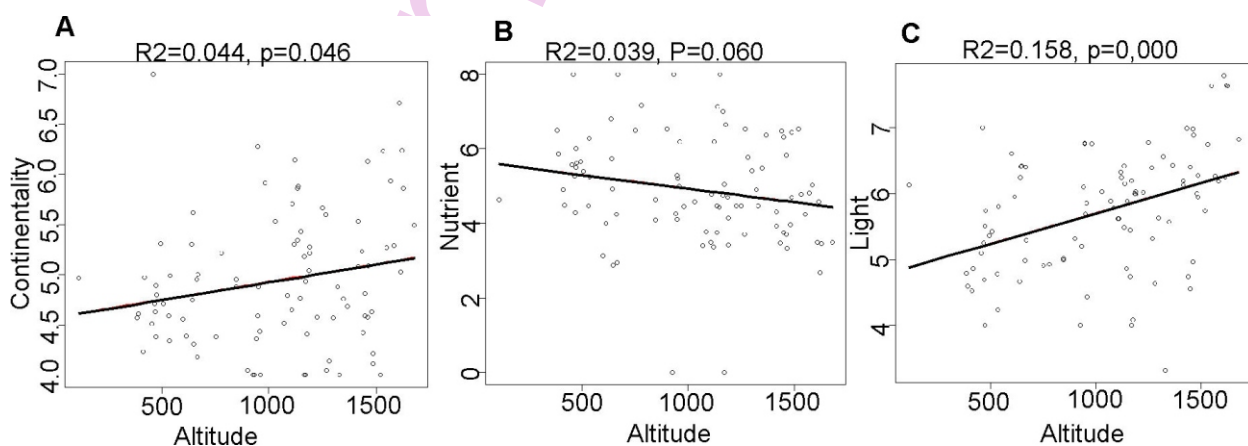 A
R2=0.044, p=0.046
Continentality
7.0
6.5
6.0
5.5
5.0
4.5
4.0
500
1000
1500
Altitude
B
R2=0.039, P=0.060
Nutrient
8
6
4
2
0
500
1000
1500
Altitude
C
R2=0.158, p=0,000
Light
7
6
5
4
500
1000
1500
Altitude